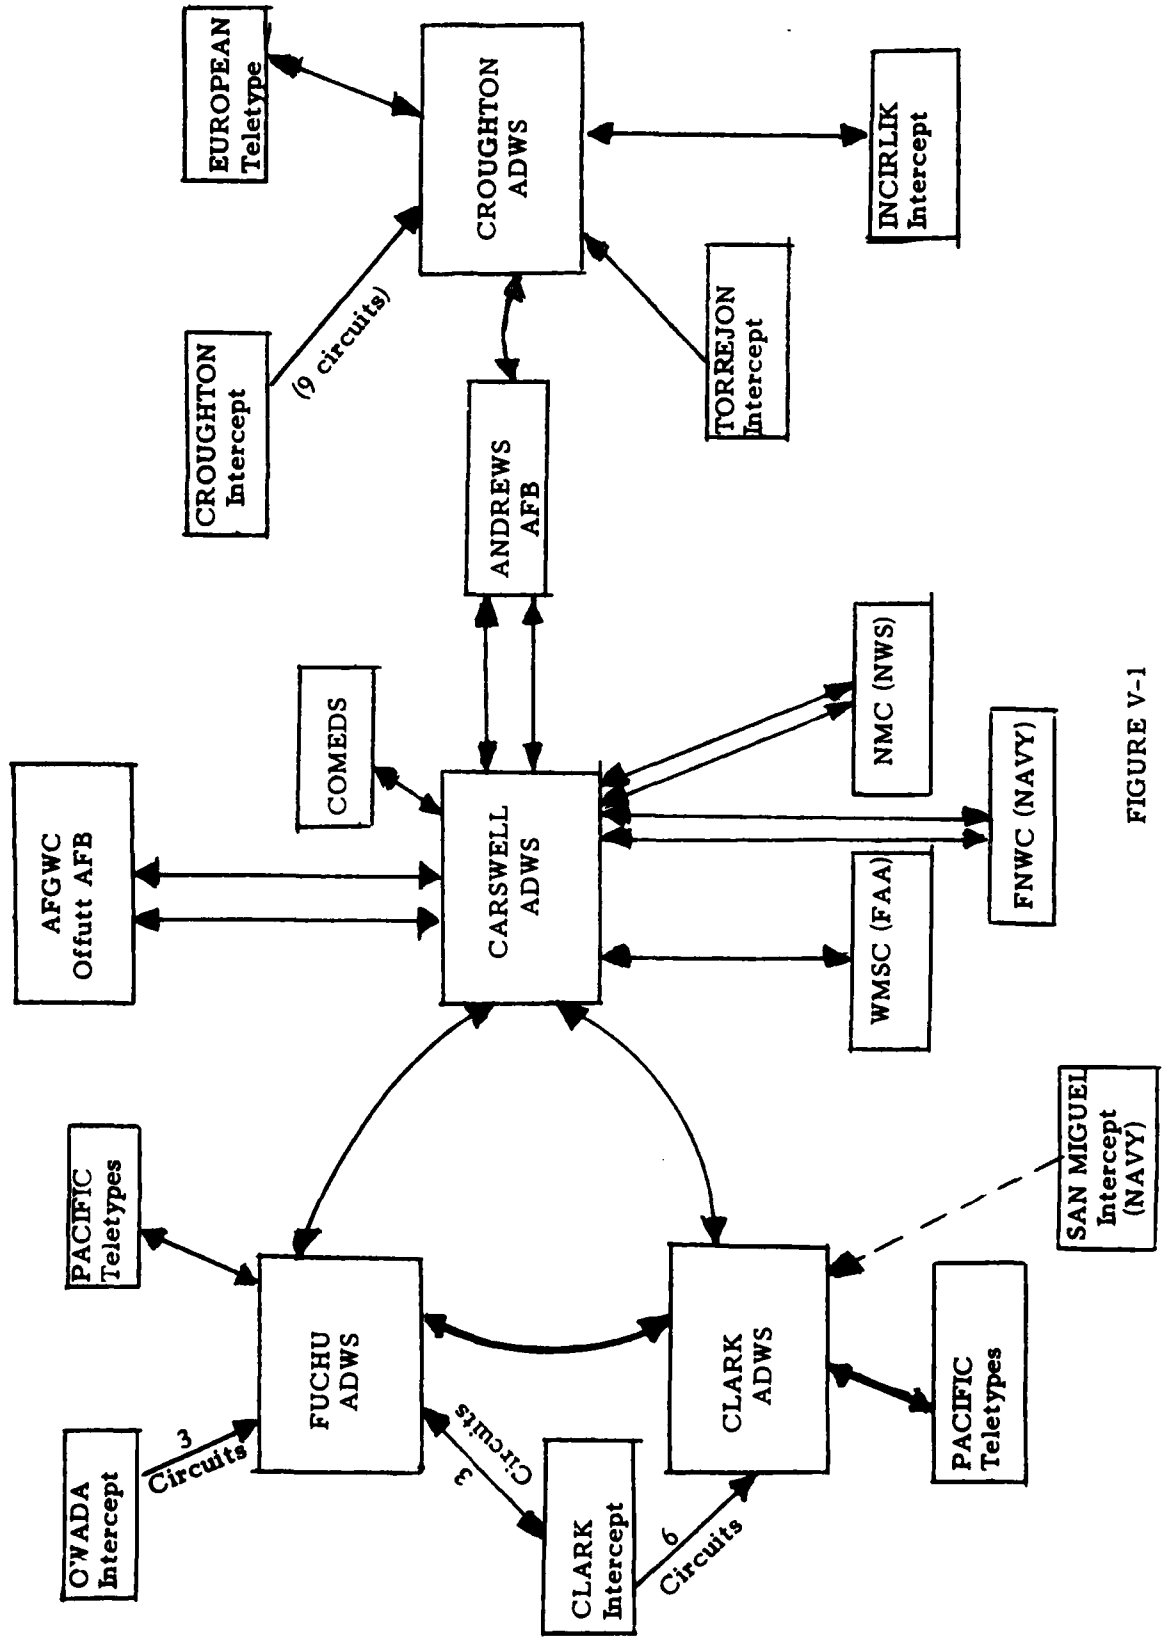 OWADA
Intercept
3
Circuits
PACIFIC
Teletypes
FUCHU
ADWS
3
Circuits
CLARK
Intercept
6
Circuits
CLARK
ADWS
PACIFIC
Teletypes
SAN MIGUEL
Intercept
(NAVY)
AFGWC
Offutt AFB
COMEDS
CARSWELL
ADWS
WMSC (FAA)
FNWC (NAVY)
NMC (NWS)
ANDREWS
AFB
CROUGHTON
Intercept
(9 circuits)
EUROPEAN
Teletype
CROUGHTON
ADWS
TORREJON
Intercept
INCIRLIK
Intercept
FIGURE V-1